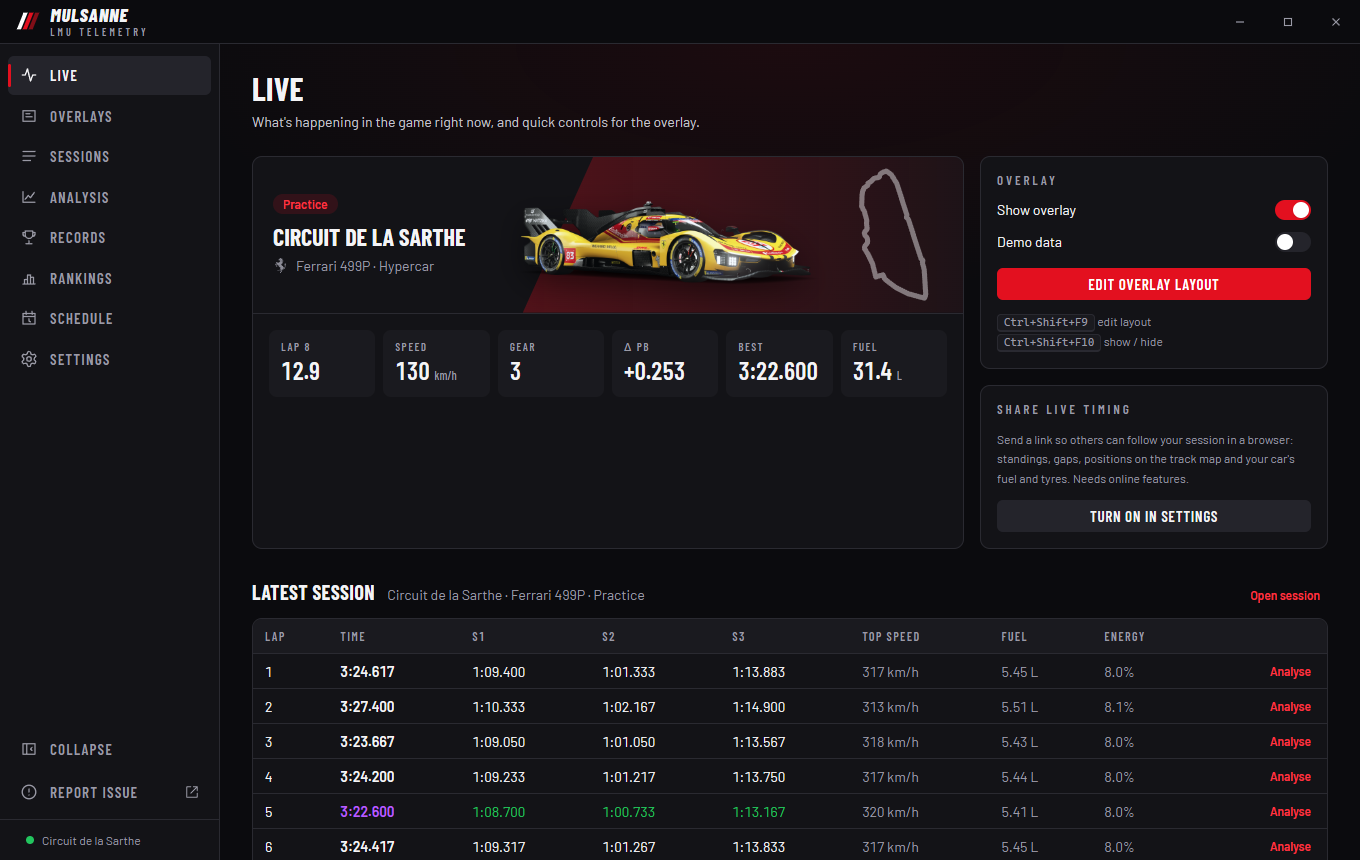 MULSANNE
LMU TELEMETRY
LIVE
OVERLAYS
SESSIONS
ANALYSIS
RECORDS
RANKINGS
SCHEDULE
SETTINGS
COLLAPSE
REPORT ISSUE
Circuit de la Sarthe
LIVE
What's happening in the game right now, and quick controls for the overlay.
Practice
CIRCUIT DE LA SARTHE
Ferrari 499P · Hypercar
93
LAP 8
12.9
SPEED
130 km/h
GEAR
3
Δ PB
+0.253
BEST
3:22.600
FUEL
31.4 L
OVERLAY
Show overlay
Demo data
EDIT OVERLAY LAYOUT
Ctrl+Shift+F9 edit layout
Ctrl+Shift+F10 show / hide
SHARE LIVE TIMING
Send a link so others can follow your session in a browser:
standings, gaps, positions on the track map and your car's
fuel and tyres. Needs online features.
TURN ON IN SETTINGS
LATEST SESSION Circuit de la Sarthe · Ferrari 499P · Practice Open session
LAP TIME S1 S2 S3 TOP SPEED FUEL ENERGY
1 3:24.617 1:09.400 1:01.333 1:13.883 317 km/h 5.45 L 8.0% Analyse
2 3:27.400 1:10.333 1:02.167 1:14.900 313 km/h 5.51 L 8.1% Analyse
3 3:23.667 1:09.050 1:01.050 1:13.567 318 km/h 5.43 L 8.0% Analyse
4 3:24.200 1:09.233 1:01.217 1:13.750 317 km/h 5.44 L 8.0% Analyse
5 3:22.600 1:08.700 1:00.733 1:13.167 320 km/h 5.41 L 8.0% Analyse
6 3:24.417 1:09.317 1:01.267 1:13.833 317 km/h 5.45 L 8.0% Analyse